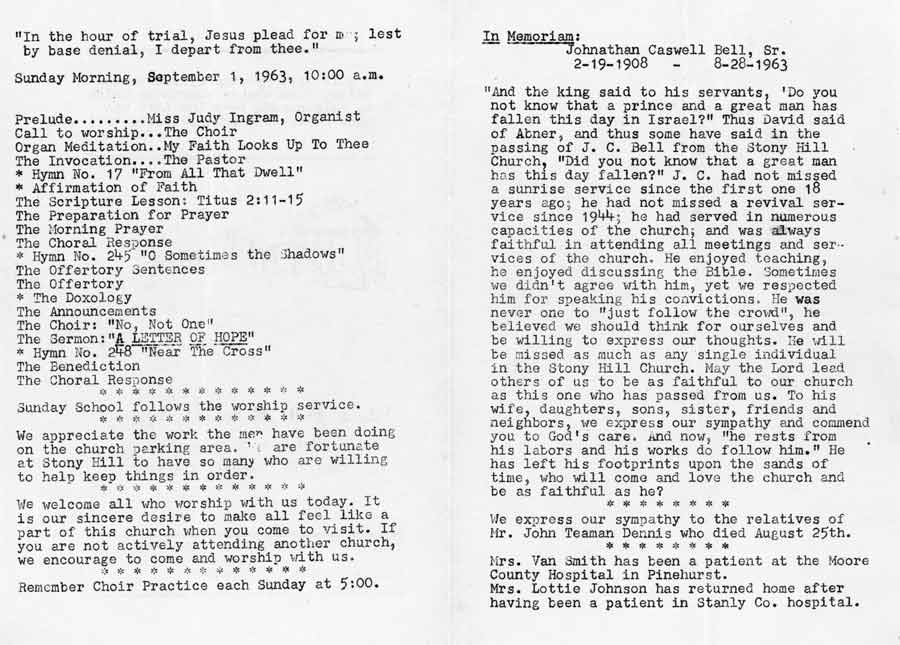 "In the hour of trial, Jesus plead for lest
by base denial, I depart from thee."
Sunday Morning, September 1, 1963, 10:00 a.m.
Prelude.........Miss Judy Ingram, Organist
Call to worship...The Choir
Organ Meditation..My Faith Looks Up To Thee
The Invocation....The Pastor
* Hymn No. 17 "From All That Dwell"
* Affirmation of Faith
The Scripture Lesson: Titus 2:11-15
The Preparation for Prayer
The Morning Prayer
The Choral Response
* Hymn No. 245 "O Sometimes the Shadows"
The Offertory Sentences
The Offertory
* The Doxology
The Announcements
The Choir: "No, Not One"
The Sermon:"A LETTER OF HOPE"
* Hymn No. 248 "Near The Cross"
The Benediction
The Choral Response
* * * * * * * * * * * * *
Sunday School follows the worship service.
* * * * * * * * * * * * *
We appreciate the work the men have been doing
on the church parking area. We are fortunate
at Stony Hill to have so many who are willing
to help keep things in order.
* * * * * * * * * * * * *
We welcome all who worship with us today. It
is our sincere desire to make all feel like a
part of this church when you come to visit. If
you are not actively attending another church,
we encourage to come and worship with us.
* * * * * * * * * * * * *
Remember Choir Practice each Sunday at 5:00.
In Memoriam:
Johnathan Caswell Bell, Sr.
2-19-1908 - 8-28-1963
"And the king said to his servants, 'Do you
not know that a prince and a great man has
fallen this day in Israel?" Thus David said
of Abner, and thus some have said in the
passing of J. C. Bell from the Stony Hill
Church, "Did you not know that a great man
has this day fallen?" J. C. had not missed
a sunrise service since the first one 18
years ago; he had not missed a revival ser-
vice since 1944; he had served in numerous
capacities of the church; and was always
faithful in attending all meetings and ser-
vices of the church. He enjoyed teaching,
he enjoyed discussing the Bible. Sometimes
we didn't agree with him, yet we respected
him for speaking his convictions. He was
never one to "just follow the crowd", he
believed we should think for ourselves and
be willing to express our thoughts. He will
be missed as much as any single individual
in the Stony Hill Church. May the Lord lead
others of us to be as faithful to our church
as this one who has passed from us. To his
wife, daughters, sons, sister, friends and
neighbors, we express our sympathy and commend
you to God's care. And now, "he rests from
his labors and his works do follow him." He
has left his footprints upon the sands of
time, who will come and love the church and
be as faithful as he?
* * * * * * * *
We express our sympathy to the relatives of
Mr. John Teaman Dennis who died August 25th.
* * * * * * * *
Mrs. Van Smith has been a patient at the Moore
County Hospital in Pinehurst.
Mrs. Lottie Johnson has returned home after
having been a patient in Stanly Co. hospital.